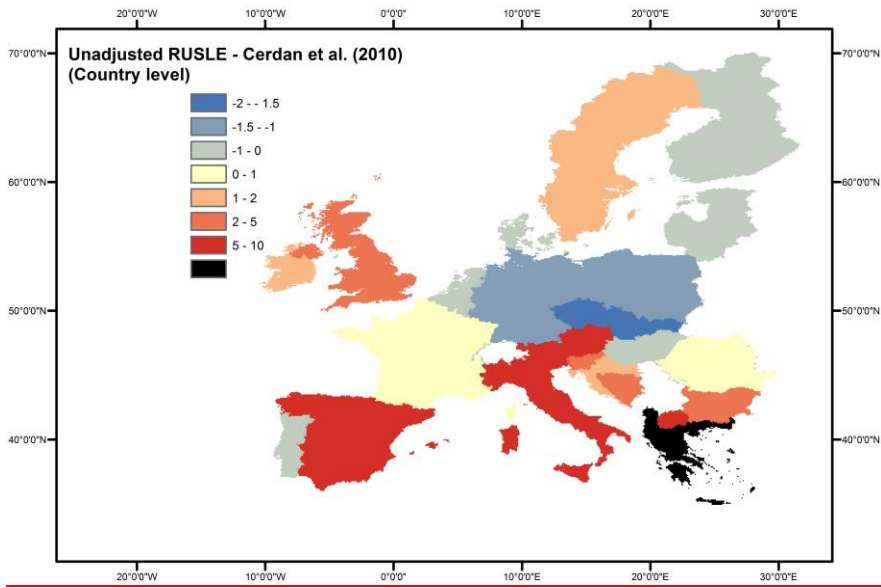 20°0'0"W 10°0'0"W 0°0'0" 10°0'0"E 20°0'0"E 30°0'0"E
Unadjusted RUSLE - Cerdan et al. (2010)
(Country level)
-2 - -1.5
-1.5 - -1
-1 - 0
0 - 1
1 - 2
2 - 5
5 - 10
70°0'0"N 70°0'0"N
60°0'0"N 60°0'0"N
50°0'0"N 50°0'0"N
40°0'0"N 40°0'0"N
20°0'0"W 10°0'0"W 0°0'0" 10°0'0"E 20°0'0"E 30°0'0"E